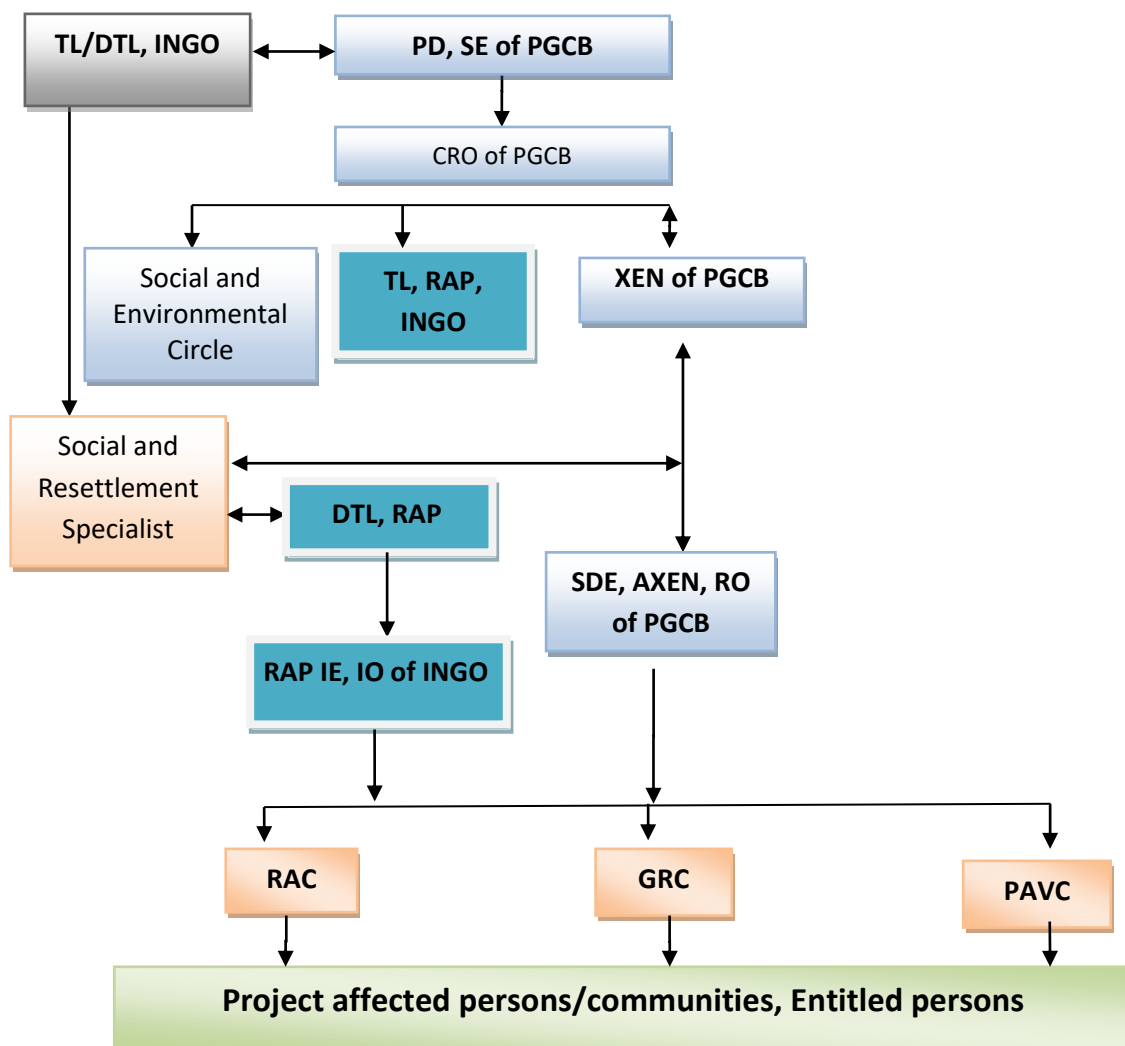 TL/DTL, INGO
PD, SE of PGCB
CRO of PGCB
Social and
Environmental
Circle
TL, RAP,
INGO
XEN of PGCB
Social and
Resettlement
Specialist
DTL, RAP
SDE, AXEN, RO
of PGCB
RAP IE, IO of INGO
RAC
GRC
PAVC
Project affected persons/communities, Entitled persons